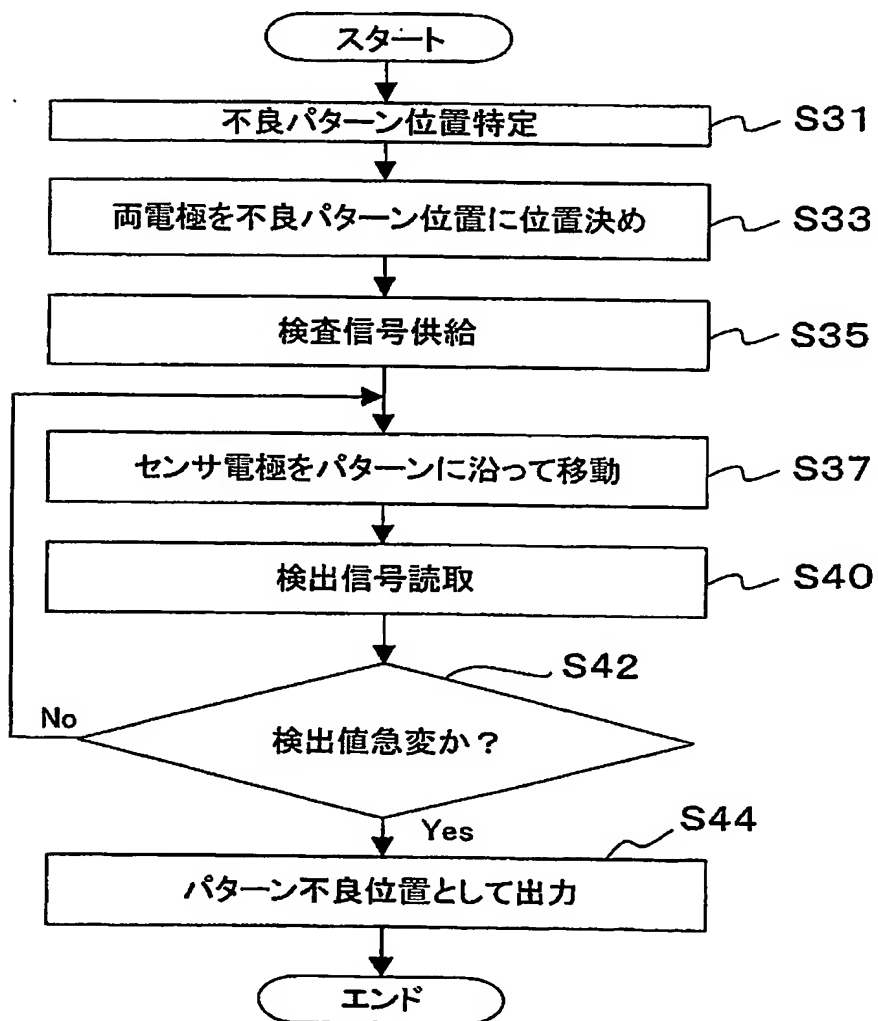 スタート
不良パターン位置特定
S31
両電極を不良パターン位置に位置決め
S33
検査信号供給
S35
センサ電極をパターンに沿って移動
S37
検出信号読取
S40
S42
No
検出値急変か？
Yes
S44
パターン不良位置として出力
エンド